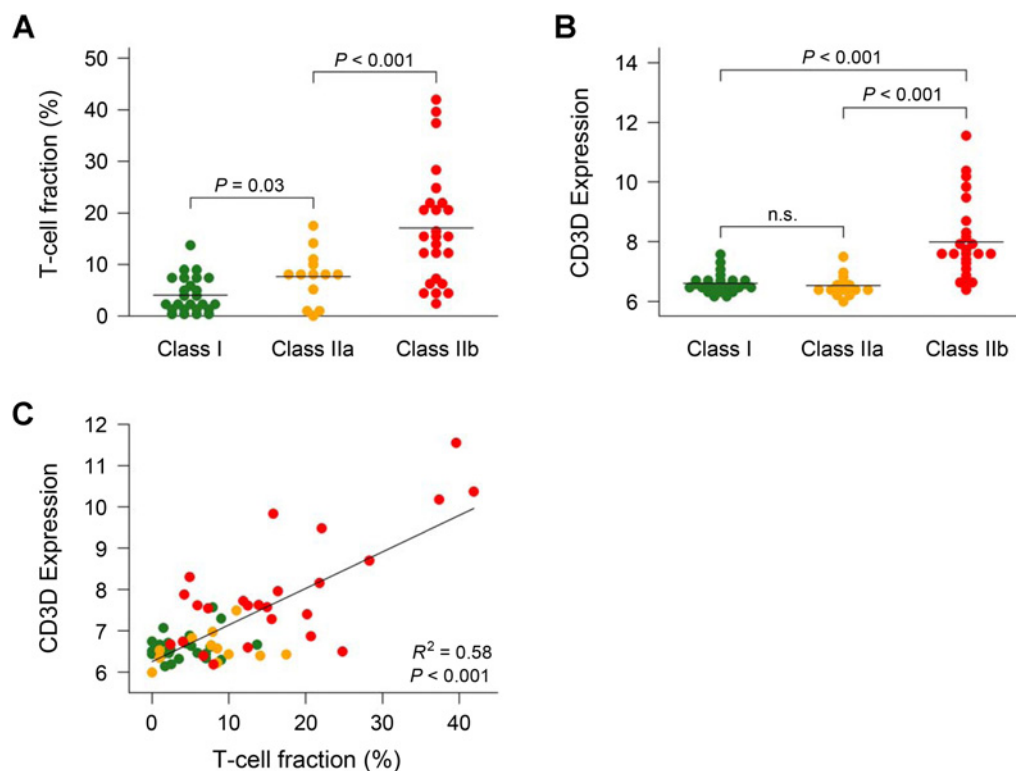 A
T-cell fraction (%)
50
40
30
20
10
0
P < 0.001
P = 0.03
Class I
Class IIa
Class IIb
B
CD3D Expression
14
12
10
8
6
P < 0.001
P < 0.001
n.s.
Class I
Class IIa
Class IIb
C
CD3D Expression
12
11
10
9
8
7
6
R² = 0.58
P < 0.001
0
10
20
30
40
T-cell fraction (%)